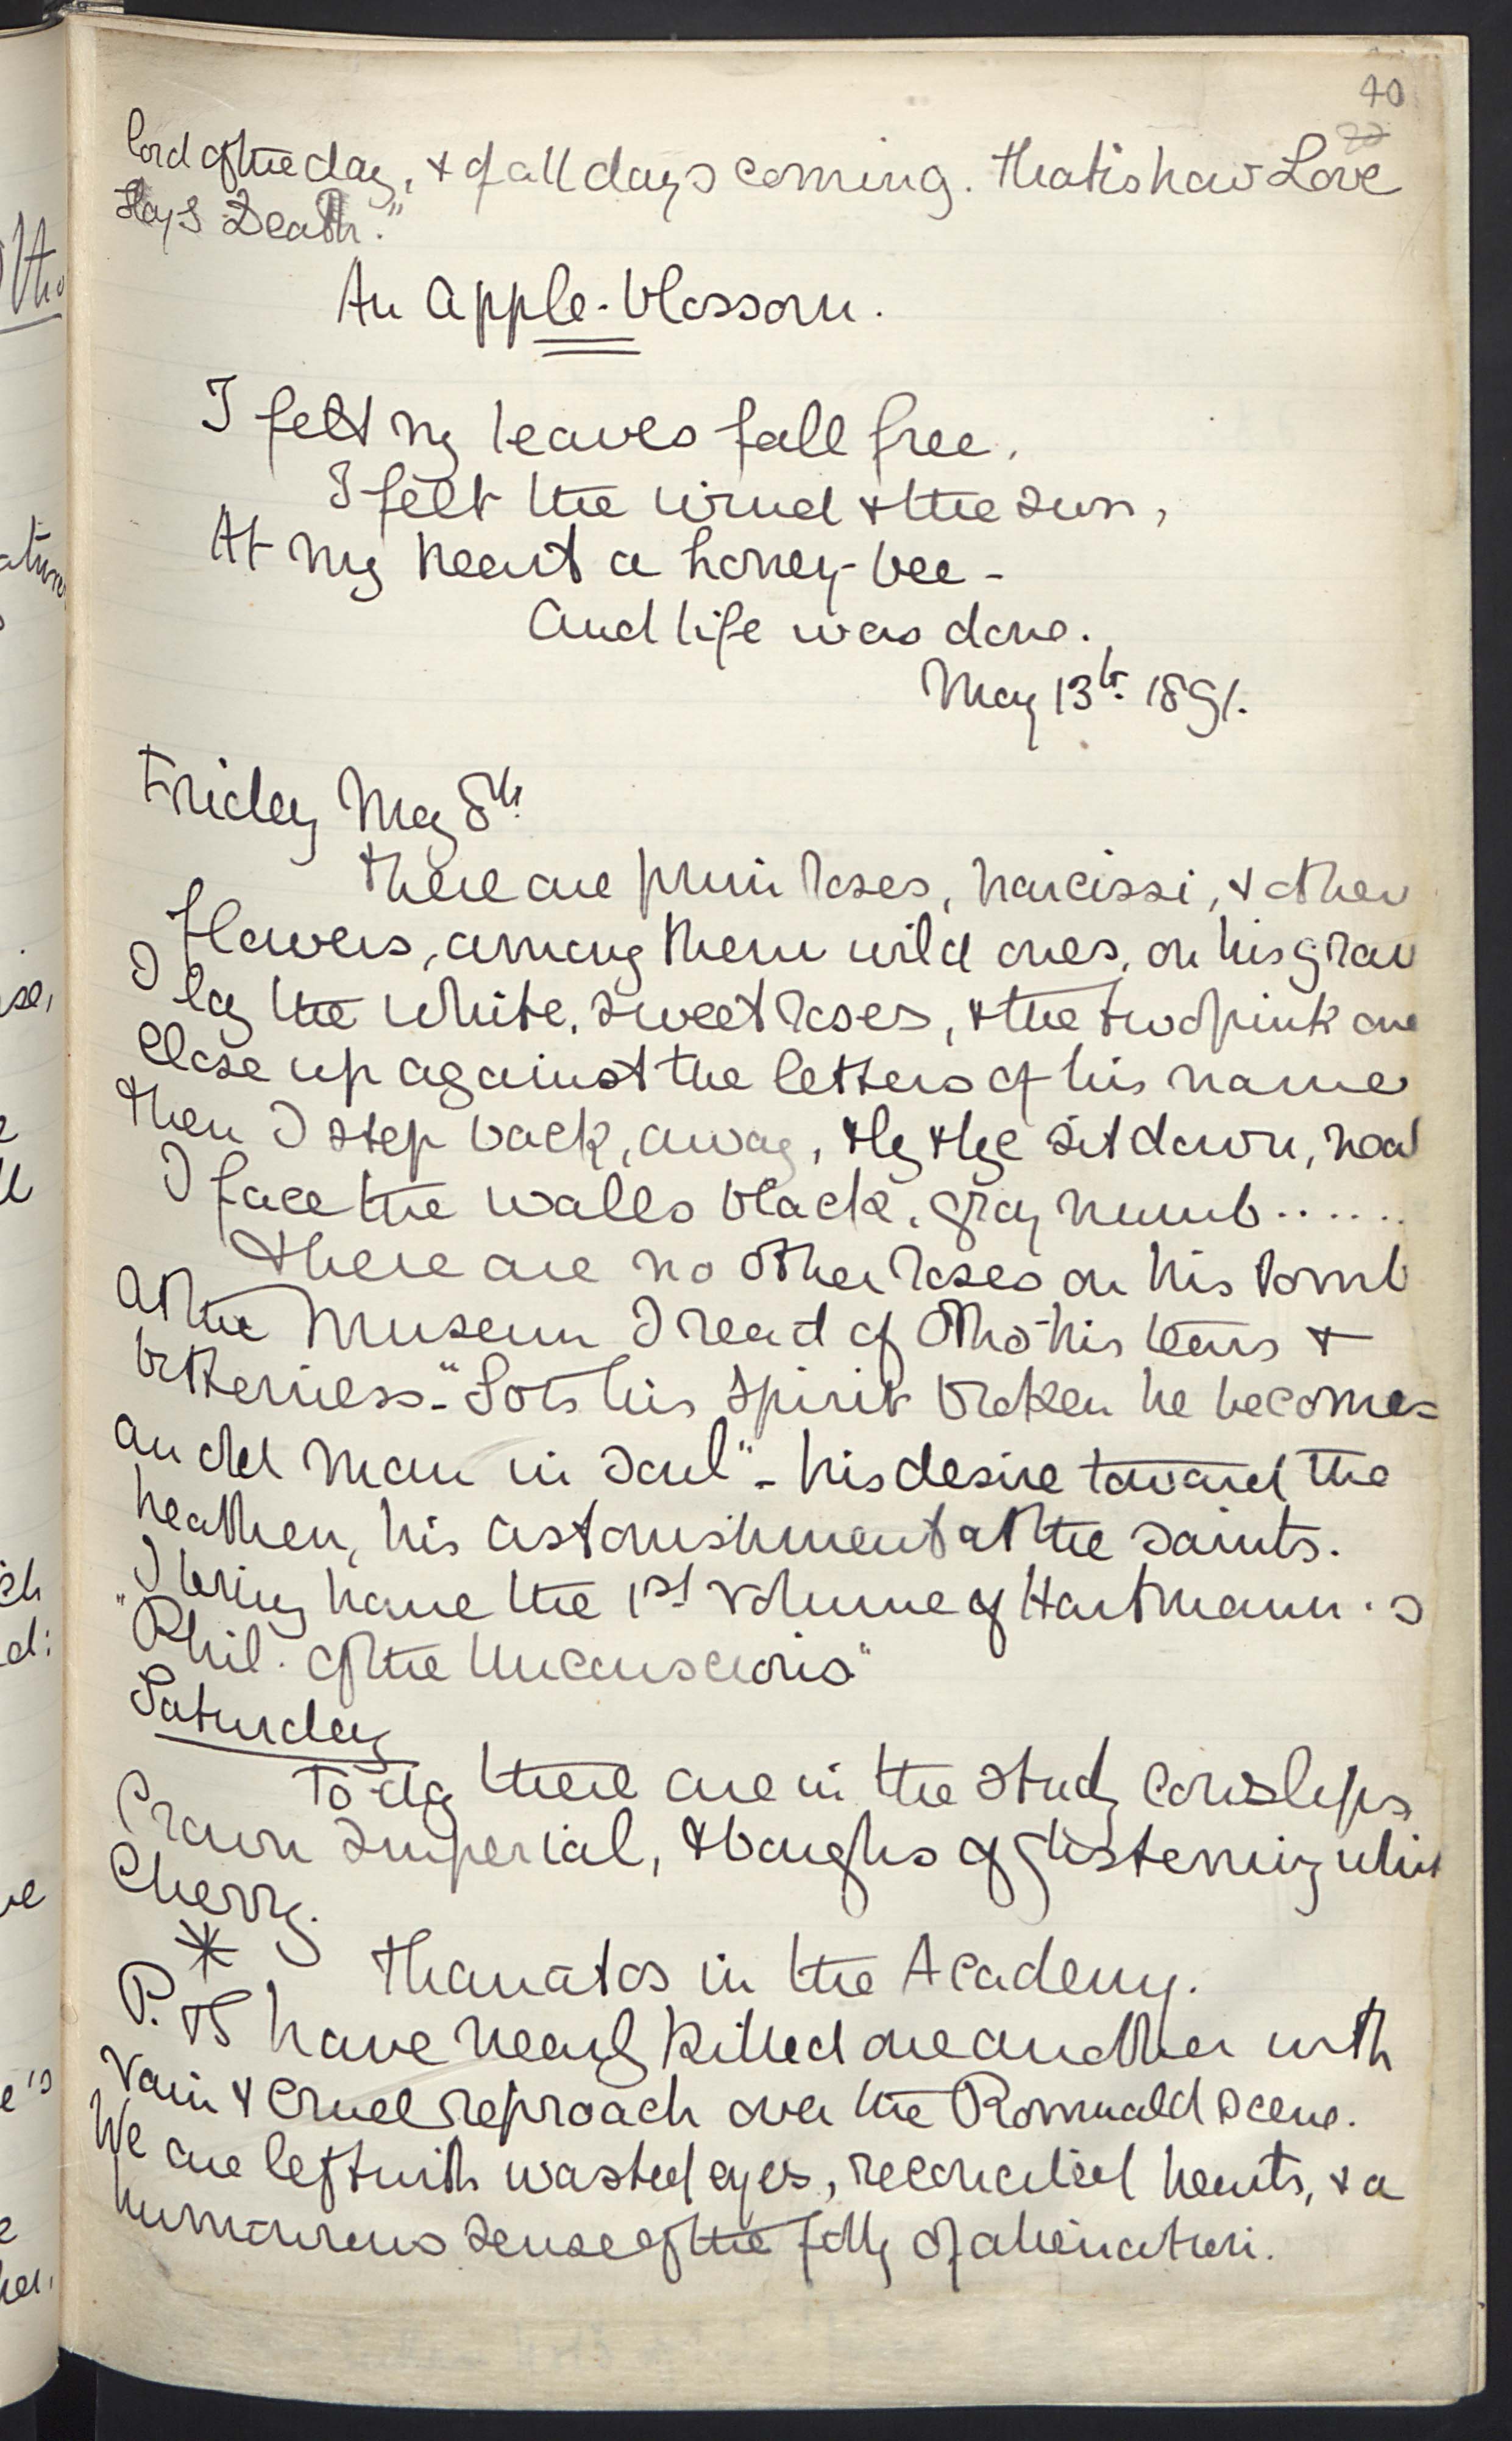 40
lord of the day, & of all days coming. That is how Love
slays Death."
An Apple-blossom.
I felt my leaves fall free,
I felt the wind & the sun,
At my heart a honey-bee -
And life was done.
May 13th 1891.
Friday May 8th
There are primroses, narcissi, & other
flowers, among them wild ones, on his grav
I lay the white, sweet roses, & the two pink one
close up against the letters of his name
then I step back, away, & sit down,
I face the walls black, gray numb......
There are no other roses on his tomb
At the Museum I read of Otho - his tears &
bitterness - "Lots his spirit broken he becomes
an old man in soul" - his desire toward the
heathen, his astonishment at the saints.
I bring home the 1st volume of Hartmann's
"Phil. of the Unconscious"
Saturday
To-day there are in the study cowslips,
Crown Imperial, & boughs of glistening whit
Cherry.
* Thanatos in the Academy.
P. & I have nearly killed one another with
vain & cruel reproach over the Romuald scene.
We are left with wasted eyes, reconciled hearts, & a
humourous sense of the folly of alienation.